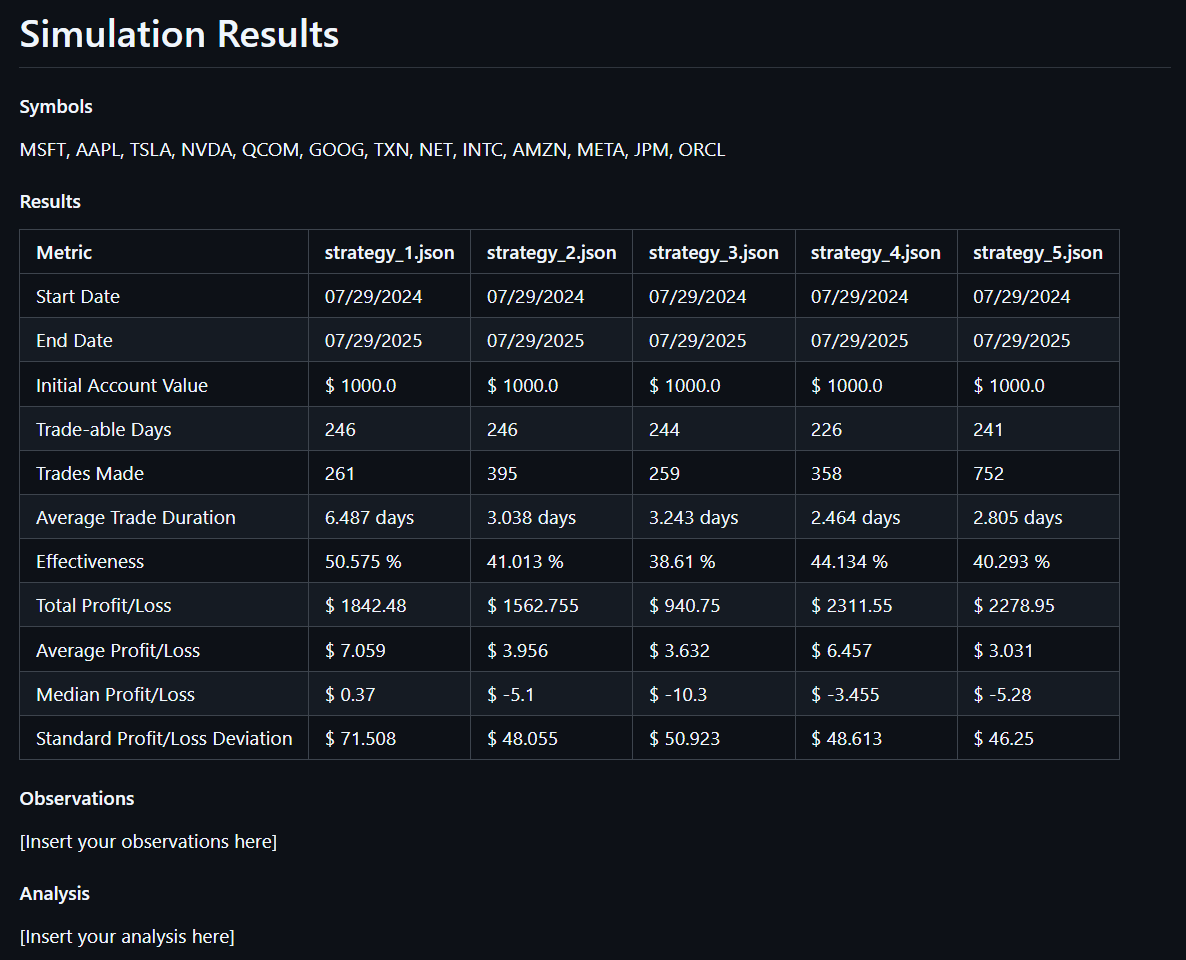 Simulation Results
Symbols
MSFT, AAPL, TSLA, NVDA, QCOM, GOOG, TXN, NET, INTC, AMZN, META, JPM, ORCL
Results
Metric strategy_1.json strategy_2.json strategy_3.json strategy_4.json strategy_5.json
Start Date 07/29/2024 07/29/2024 07/29/2024 07/29/2024 07/29/2024
End Date 07/29/2025 07/29/2025 07/29/2025 07/29/2025 07/29/2025
Initial Account Value $ 1000.0 $ 1000.0 $ 1000.0 $ 1000.0 $ 1000.0
Trade-able Days 246 246 244 226 241
Trades Made 261 395 259 358 752
Average Trade Duration 6.487 days 3.038 days 3.243 days 2.464 days 2.805 days
Effectiveness 50.575 % 41.013 % 38.61 % 44.134 % 40.293 %
Total Profit/Loss $ 1842.48 $ 1562.755 $ 940.75 $ 2311.55 $ 2278.95
Average Profit/Loss $ 7.059 $ 3.956 $ 3.632 $ 6.457 $ 3.031
Median Profit/Loss $ 0.37 $ -5.1 $ -10.3 $ -3.455 $ -5.28
Standard Profit/Loss Deviation $ 71.508 $ 48.055 $ 50.923 $ 48.613 $ 46.25
Observations
[Insert your observations here]
Analysis
[Insert your analysis here]